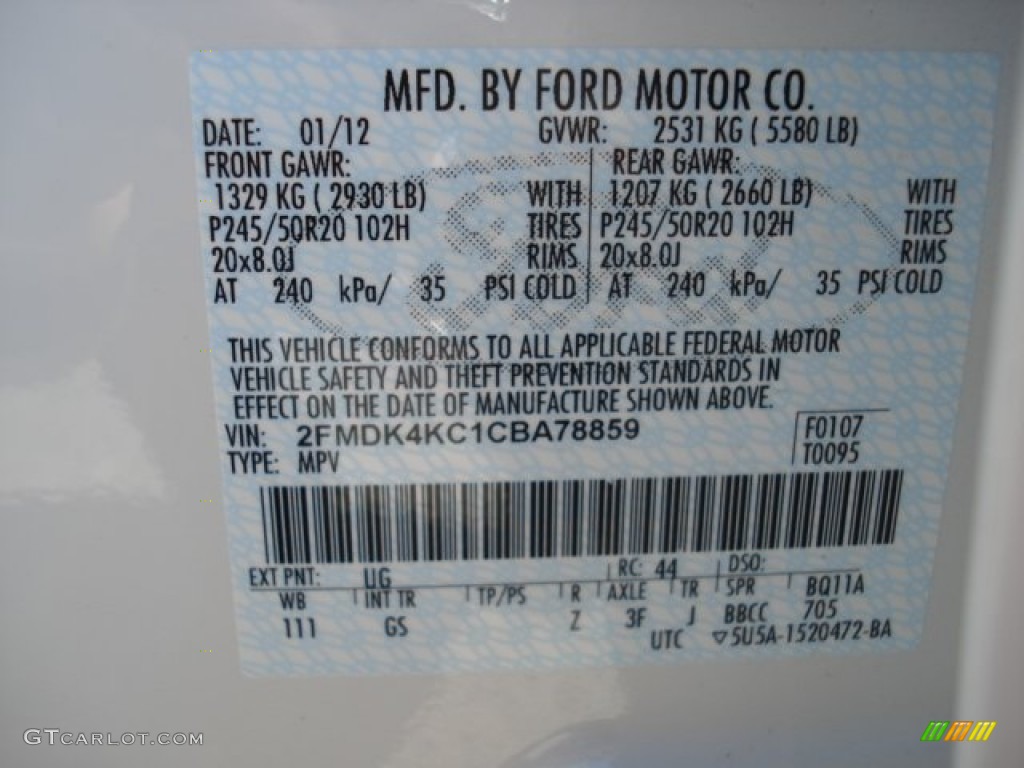 MFD. BY FORD MOTOR CO.
DATE: 01/12 GVWR: 2531 KG ( 5580 LB)
FRONT GAWR: REAR GAWR:
1329 KG ( 2930 LB) WITH 1207 KG ( 2660 LB) WITH
P245/50R20 102H TIRES P245/50R20 102H TIRES
20x8.0J RIMS 20x8.0J RIMS
AT 240 kPa/ 35 PSI COLD AT 240 kPa/ 35 PSI COLD
THIS VEHICLE CONFORMS TO ALL APPLICABLE FEDERAL MOTOR
VEHICLE SAFETY AND THEFT PREVENTION STANDARDS IN
EFFECT ON THE DATE OF MANUFACTURE SHOWN ABOVE.
VIN: 2FMDK4KC1CBA78859 F0107
TYPE: MPV T0095
EXT PNT: UG RC: 44 DSO:
WB INT TR TP/PS R AXLE TR SPR BQ11A
111 GS Z 3F J BBCC 705
UTC ▽5U5A-1520472-BA
GTCARLOT.COM